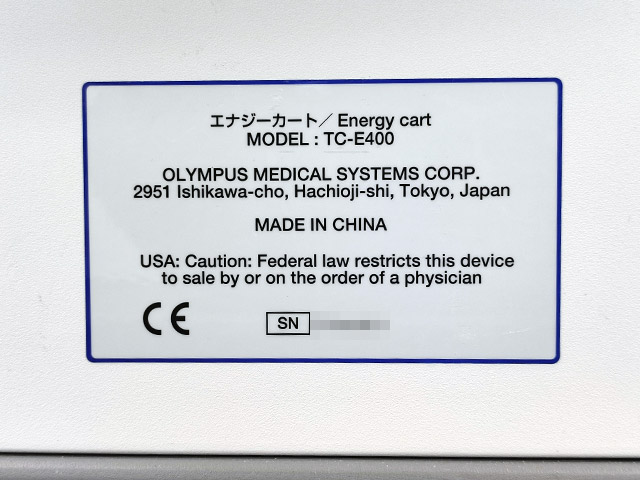 エナジーカート／Energy cart
MODEL : TC-E400
OLYMPUS MEDICAL SYSTEMS CORP.
2951 Ishikawa-cho, Hachioji-shi, Tokyo, Japan
MADE IN CHINA
USA: Caution: Federal law restricts this device
to sale by or on the order of a physician
CE SN